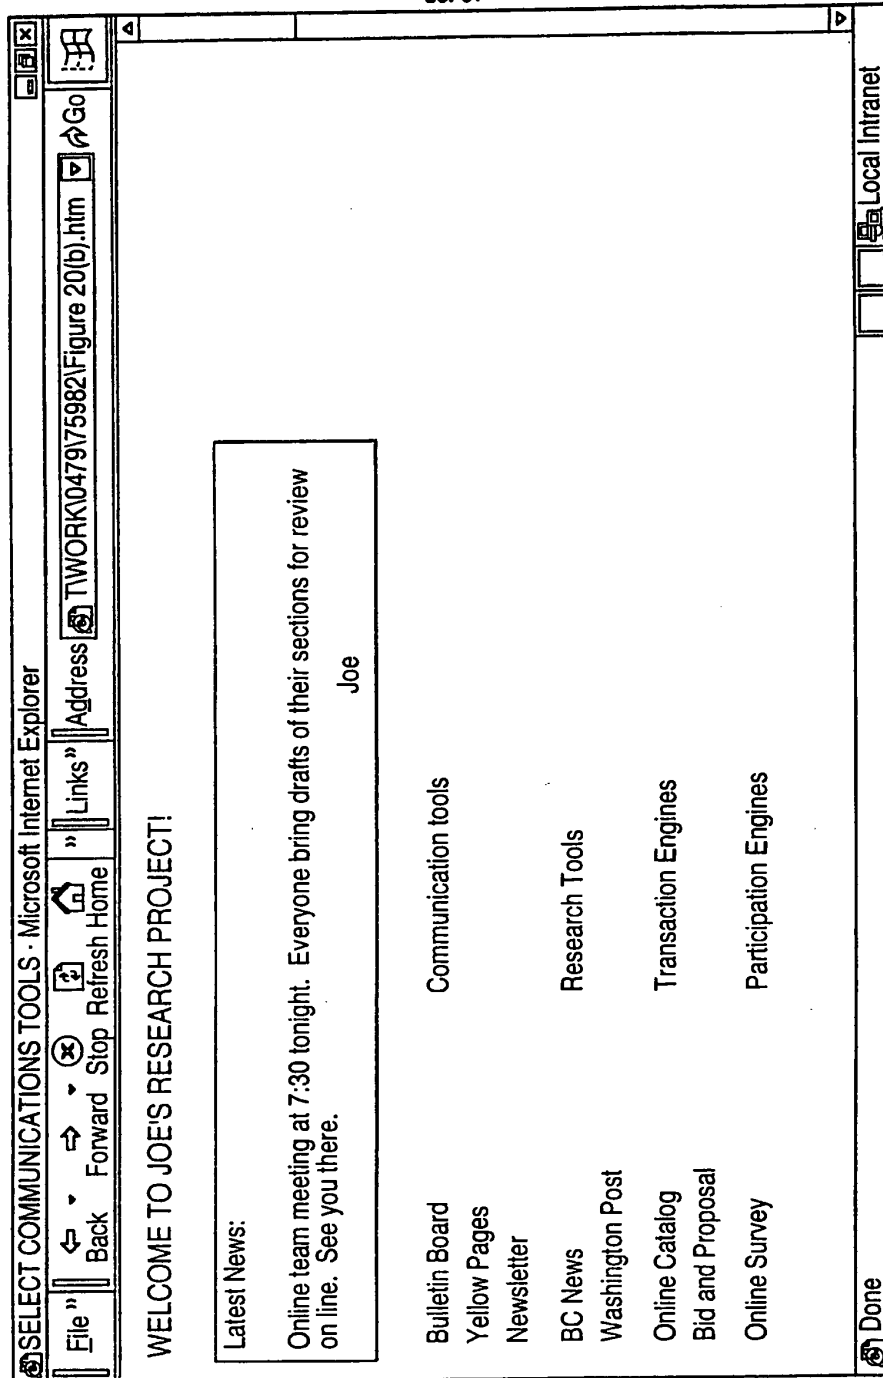 SELECT COMMUNICATIONS TOOLS - Microsoft Internet Explorer
File » Back Forward Stop Refresh Home » Links » Address T\WORK\0479\75982\Figure 20(b).htm Go
WELCOME TO JOE'S RESEARCH PROJECT!
Latest News:
Online team meeting at 7:30 tonight. Everyone bring drafts of their sections for review
on line. See you there.
Joe
Bulletin Board Communication tools
Yellow Pages
Newsletter
BC News Research Tools
Washington Post
Online Catalog Transaction Engines
Bid and Proposal
Online Survey Participation Engines
Done Local Intranet